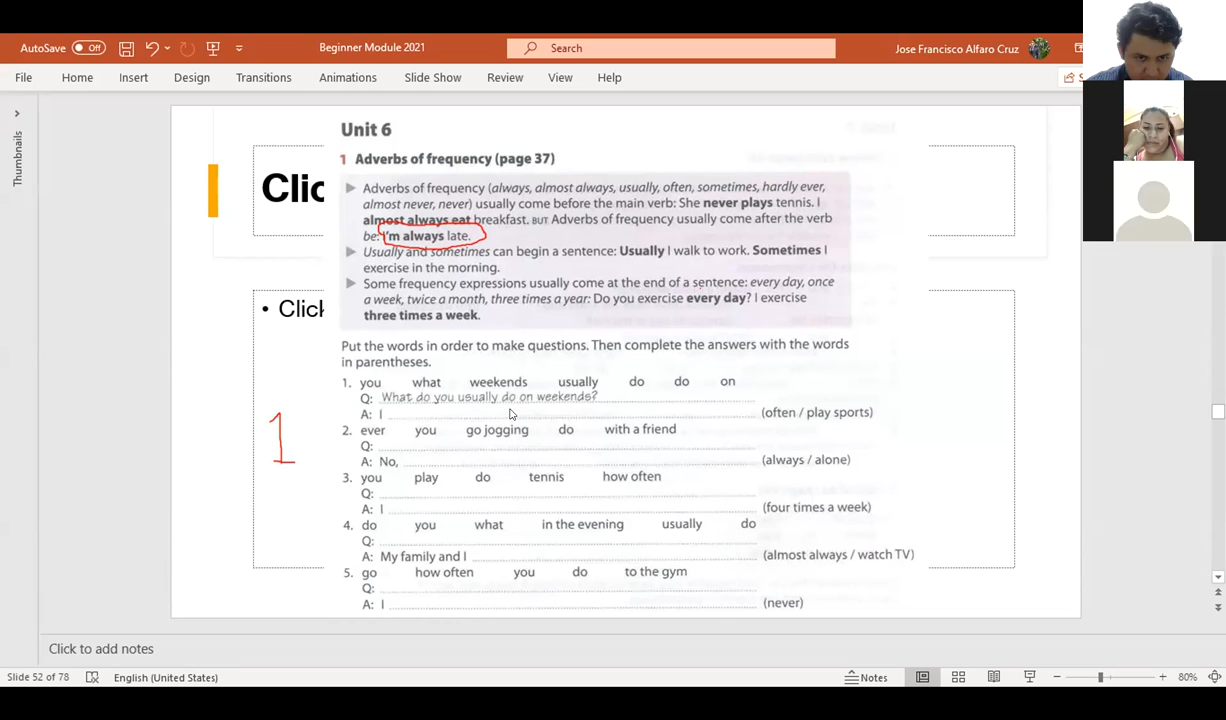 AutoSave Off Beginner Module 2021 Search Jose Francisco Alfaro Cruz
File Home Insert Design Transitions Animations Slide Show Review View Help
Thumbnails
Unit 6
1 Adverbs of frequency (page 37)
Clic
Adverbs of frequency (always, almost always, usually, often, sometimes, hardly ever,
almost never, never) usually come before the main verb: She never plays tennis. I
almost always eat breakfast. BUT Adverbs of frequency usually come after the verb
be: I'm always late.
Usually and sometimes can begin a sentence: Usually I walk to work. Sometimes I
exercise in the morning.
Some frequency expressions usually come at the end of a sentence: every day, once
a week, twice a month, three times a year: Do you exercise every day? I exercise
three times a week.
• Click
Put the words in order to make questions. Then complete the answers with the words
in parentheses.
1. you what weekends usually do do on
Q: What do you usually do on weekends?
A: I (often / play sports)
2. ever you go jogging do with a friend
Q:
A: No, (always / alone)
1
3. you play do tennis how often
Q:
A: I (four times a week)
4. do you what in the evening usually do
Q:
A: My family and I (almost always / watch TV)
5. go how often you do to the gym
Q:
A: I (never)
Click to add notes
Slide 52 of 78 English (United States) Notes 80%